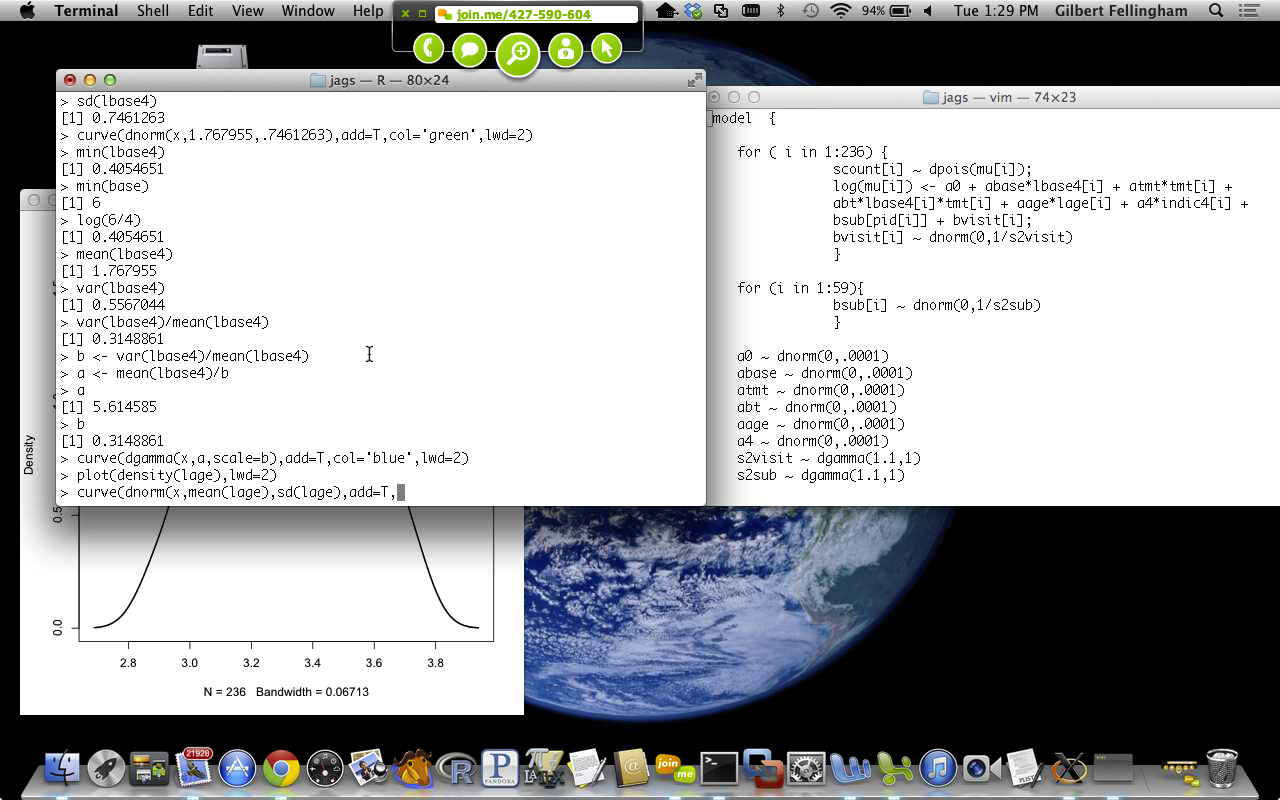 Terminal Shell Edit View Window Help
join.me/427-590-604
94% Tue 1:29 PM Gilbert Fellingham
jags — R — 80×24
> sd(lbase4)
[1] 0.7461263
> curve(dnorm(x,1.767955,.7461263),add=T,col='green',lwd=2)
> min(lbase4)
[1] 0.4054651
> min(base)
[1] 6
> log(6/4)
[1] 0.4054651
> mean(lbase4)
[1] 1.767955
> var(lbase4)
[1] 0.5567044
> var(lbase4)/mean(lbase4)
[1] 0.3148861
> b <- var(lbase4)/mean(lbase4)
> a <- mean(lbase4)/b
> a
[1] 5.614585
> b
[1] 0.3148861
> curve(dgamma(x,a,scale=b),add=T,col='blue',lwd=2)
> plot(density(lage),lwd=2)
> curve(dnorm(x,mean(lage),sd(lage),add=T,
jags — vim — 74×23
model {
for ( i in 1:236) {
scount[i] ~ dpois(mu[i]);
log(mu[i]) <- a0 + abase*lbase4[i] + atmt*tmt[i] +
abt*lbase4[i]*tmt[i] + aage*lage[i] + a4*indic4[i] +
bsub[pid[i]] + bvisit[i];
bvisit[i] ~ dnorm(0,1/s2visit)
}
for (i in 1:59){
bsub[i] ~ dnorm(0,1/s2sub)
}
a0 ~ dnorm(0,.0001)
abase ~ dnorm(0,.0001)
atmt ~ dnorm(0,.0001)
abt ~ dnorm(0,.0001)
aage ~ dnorm(0,.0001)
a4 ~ dnorm(0,.0001)
s2visit ~ dgamma(1.1,1)
s2sub ~ dgamma(1.1,1)
Density
0.0
2.8 3.0 3.2 3.4 3.6 3.8
N = 236 Bandwidth = 0.06713
21928
P
PANDORA
join
me
PLIST